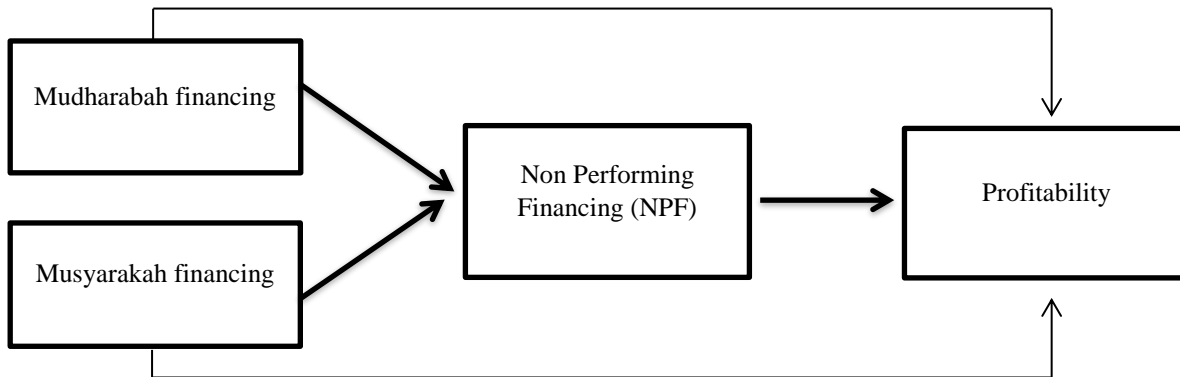 Mudharabah financing
Musyarakah financing
Non Performing
Financing (NPF)
Profitability